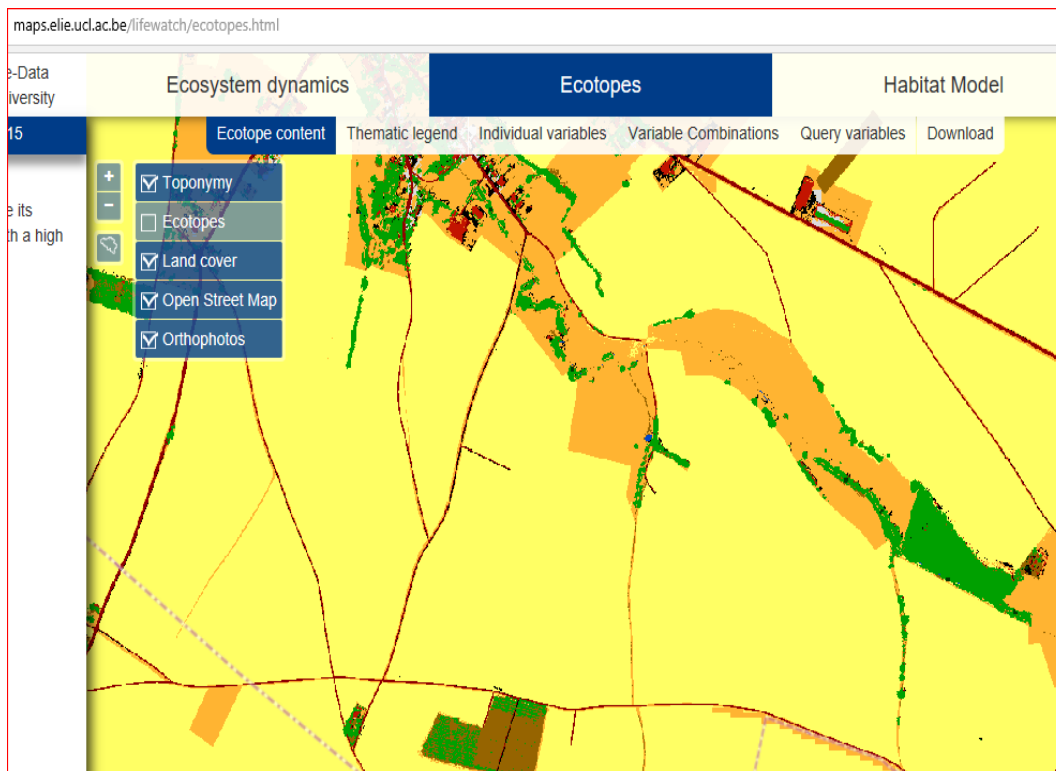 maps.elie.ucl.ac.be/lifewatch/ecotopes.html
e-Data
iversity
15
e its
th a high
Ecosystem dynamics Ecotopes Habitat Model
Ecotope content Thematic legend Individual variables Variable Combinations Query variables Download
+
−
Toponymy
Ecotopes
Land cover
Open Street Map
Orthophotos